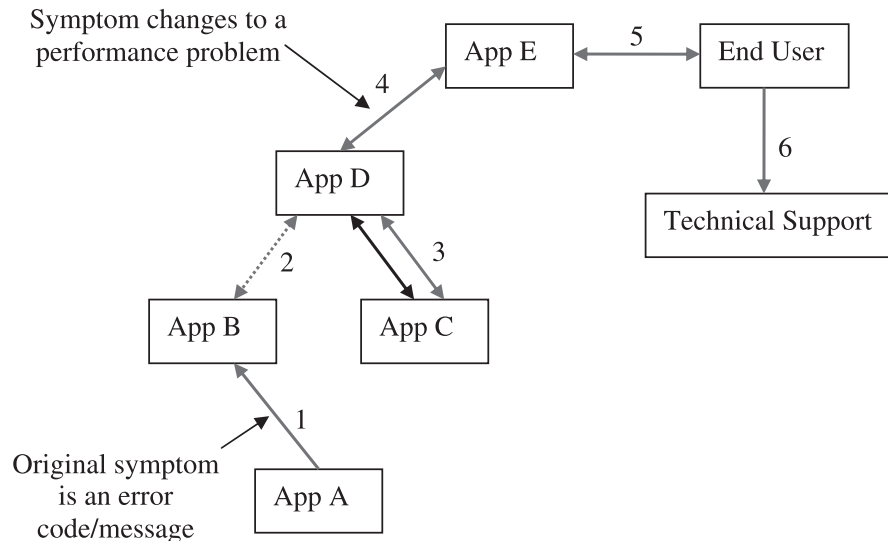 Symptom changes to a
performance problem
App E
5
End User
4
6
App D
Technical Support
2
3
App B
App C
1
Original symptom
is an error
code/message
App A